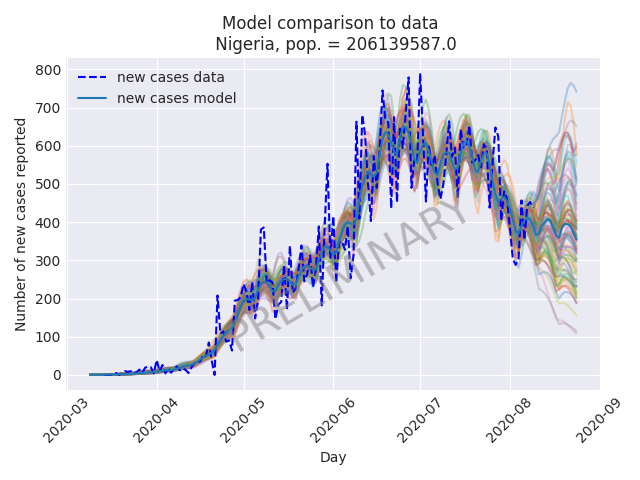 Model comparison to data
Nigeria, pop. = 206139587.0
800
700
600
500
400
300
200
100
0
Number of new cases reported
new cases data
new cases model
PRELIMINARY
2020-03
2020-04
2020-05
2020-06
2020-07
2020-08
2020-09
Day